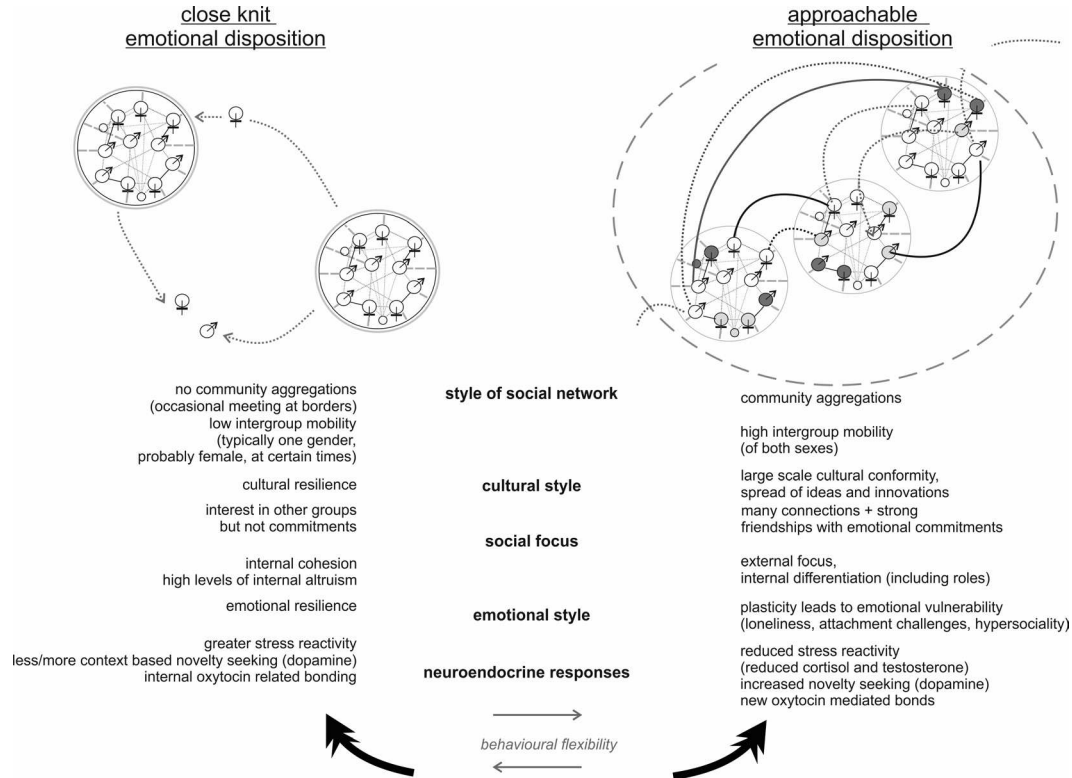 close knit
emotional disposition
approachable
emotional disposition
no community aggregations
(occasional meeting at borders)
low intergroup mobility
(typically one gender,
probably female, at certain times)
style of social network
community aggregations
high intergroup mobility
(of both sexes)
cultural resilience
cultural style
large scale cultural conformity,
spread of ideas and innovations
interest in other groups
but not commitments
internal cohesion
high levels of internal altruism
social focus
many connections + strong
friendships with emotional commitments
external focus,
internal differentiation (including roles)
emotional resilience
emotional style
plasticity leads to emotional vulnerability
(loneliness, attachment challenges, hypersociality)
greater stress reactivity
less/more context based novelty seeking (dopamine)
internal oxytocin related bonding
neuroendocrine responses
reduced stress reactivity
(reduced cortisol and testosterone)
increased novelty seeking (dopamine)
new oxytocin mediated bonds
behavioural flexibility